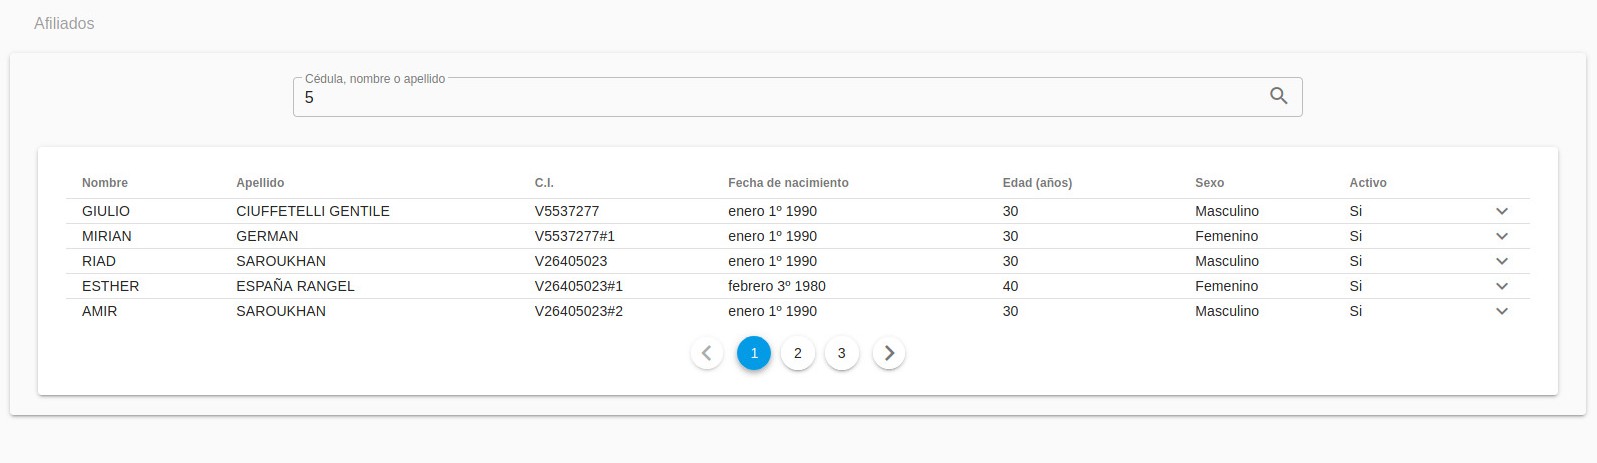 Afiliados
Cédula, nombre o apellido
5
Nombre Apellido C.I. Fecha de nacimiento Edad (años) Sexo Activo
GIULIO CIUFFETELLI GENTILE V5537277 enero 1º 1990 30 Masculino Si
MIRIAN GERMAN V5537277#1 enero 1º 1990 30 Femenino Si
RIAD SAROUKHAN V26405023 enero 1º 1990 30 Masculino Si
ESTHER ESPAÑA RANGEL V26405023#1 febrero 3º 1980 40 Femenino Si
AMIR SAROUKHAN V26405023#2 enero 1º 1990 30 Masculino Si
1 2 3